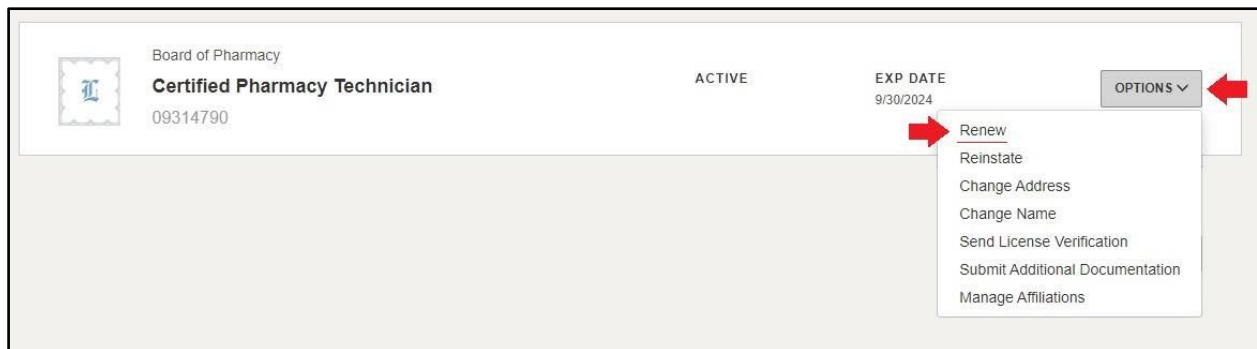 Board of Pharmacy
Certified Pharmacy Technician
09314790
L
ACTIVE
EXP DATE
9/30/2024
OPTIONS
Renew
Reinstate
Change Address
Change Name
Send License Verification
Submit Additional Documentation
Manage Affiliations